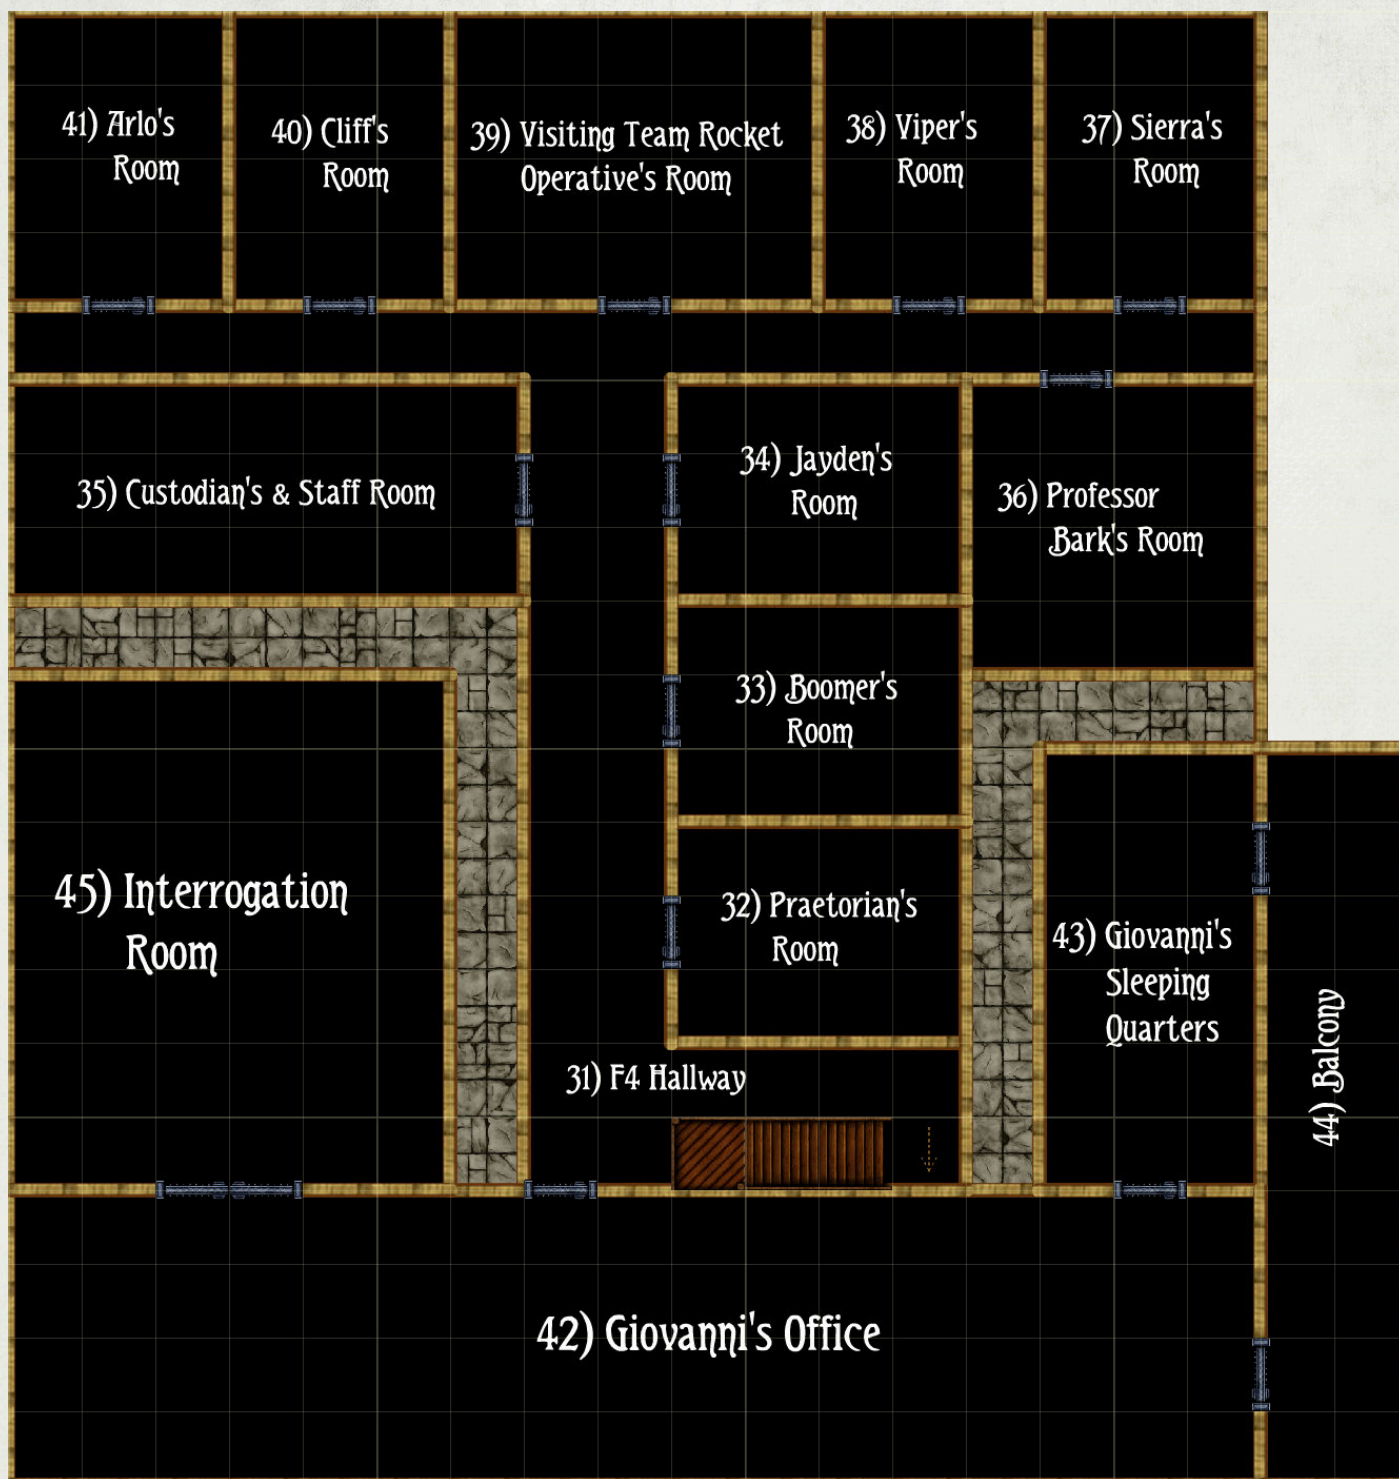 41) Arlo's
Room
40) Cliff's
Room
39) Visiting Team Rocket
Operative's Room
38) Viper's
Room
37) Sierra's
Room
35) Custodian's & Staff Room
34) Jayden's
Room
36) Professor
Bark's Room
33) Boomer's
Room
45) Interrogation
Room
32) Praetorian's
Room
43) Giovanni's
Sleeping
Quarters
44) Balcony
31) F4 Hallway
42) Giovanni's Office